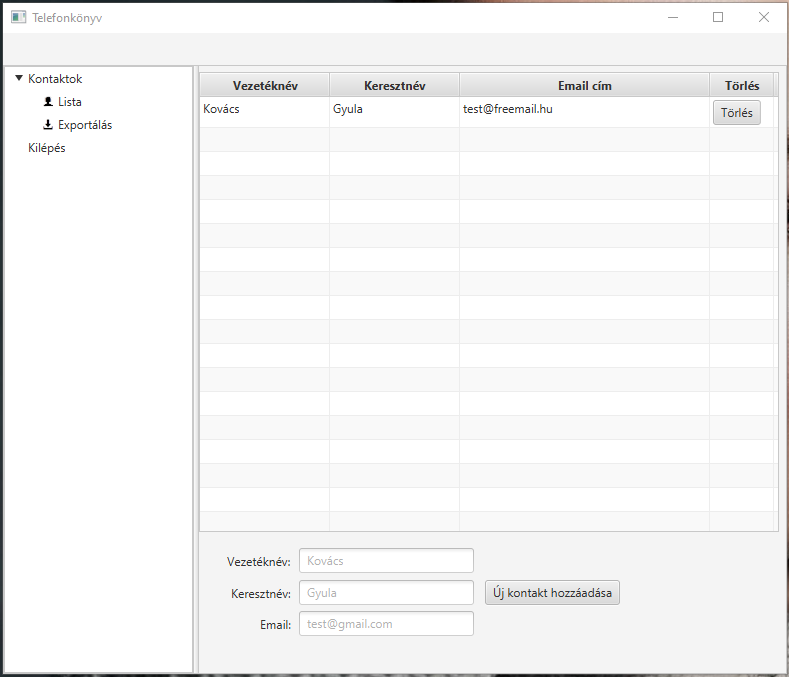 Telefonkönyv
Kontaktok
Lista
Exportálás
Kilépés
Vezetéknév Keresztnév Email cím Törlés
Kovács Gyula test@freemail.hu Törlés
Vezetéknév: Kovács
Keresztnév: Gyula Új kontakt hozzáadása
Email: test@gmail.com